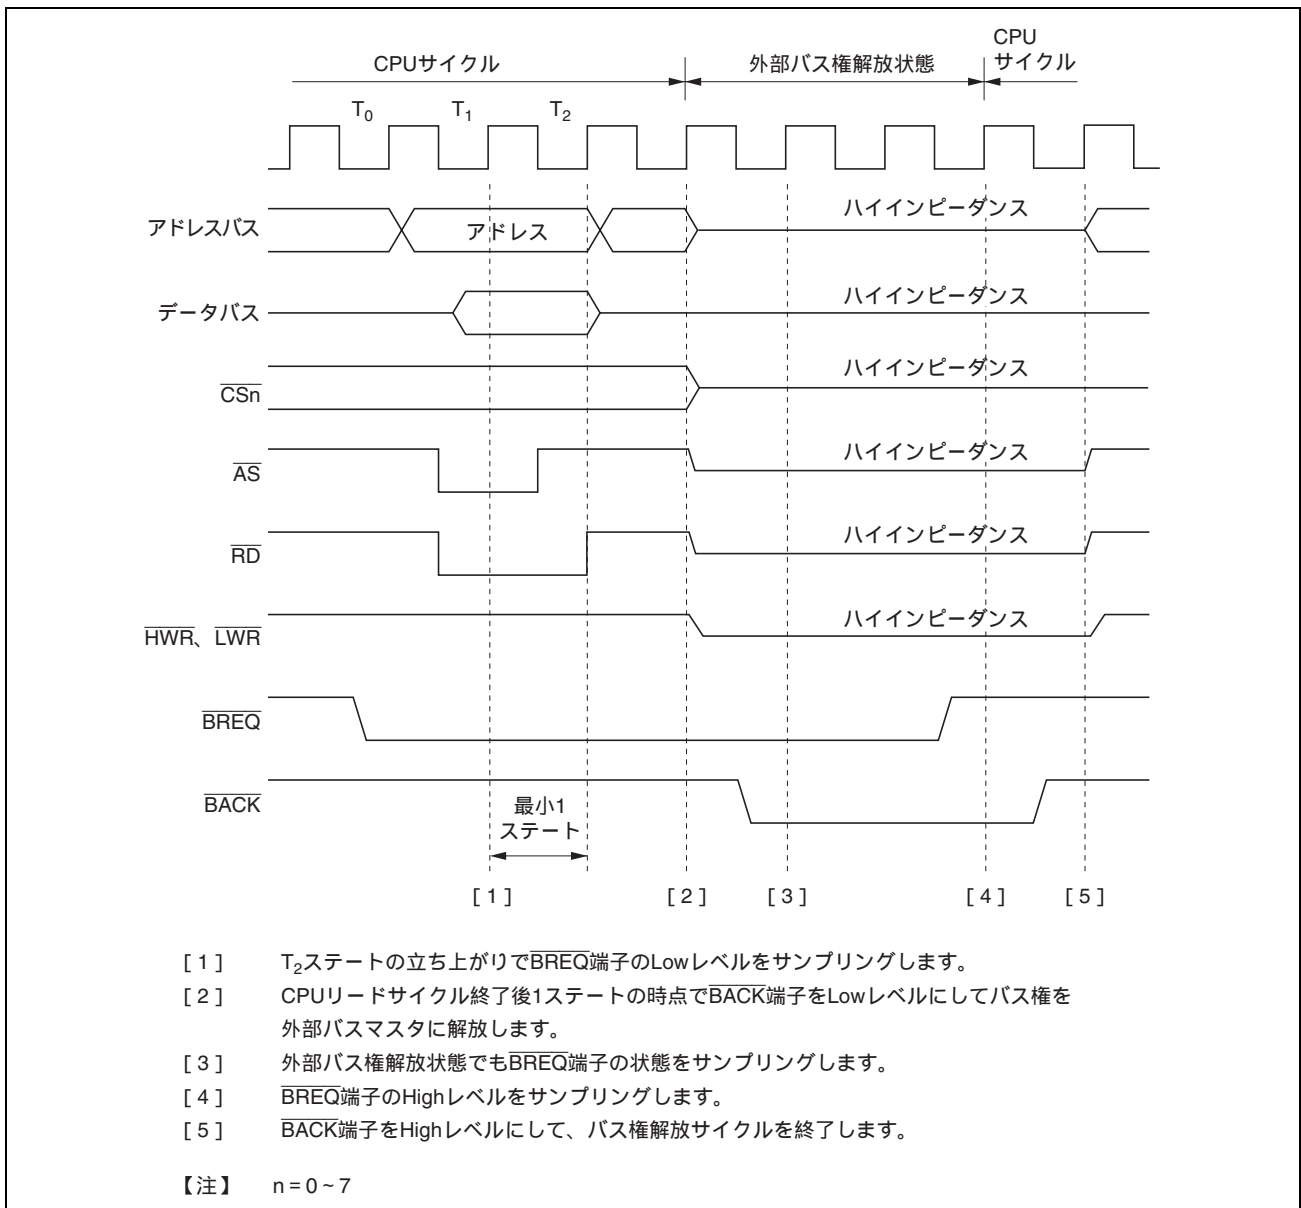 CPUサイクル
外部バス権解放状態
CPU
サイクル
T0
T1
T2
アドレスバス
アドレス
ハイインピーダンス
データバス
ハイインピーダンス
CSn
ハイインピーダンス
AS
ハイインピーダンス
RD
ハイインピーダンス
HWR、LWR
ハイインピーダンス
BREQ
BACK
最小1
ステート
[1]
[2]
[3]
[4]
[5]
[1] T2ステートの立ち上がりでBREQ端子のLowレベルをサンプリングします。
[2] CPUリードサイクル終了後1ステートの時点でBACK端子をLowレベルにしてバス権を
外部バスマスタに解放します。
[3] 外部バス権解放状態でもBREQ端子の状態をサンプリングします。
[4] BREQ端子のHighレベルをサンプリングします。
[5] BACK端子をHighレベルにして、バス権解放サイクルを終了します。
【注】 n = 0 ~ 7